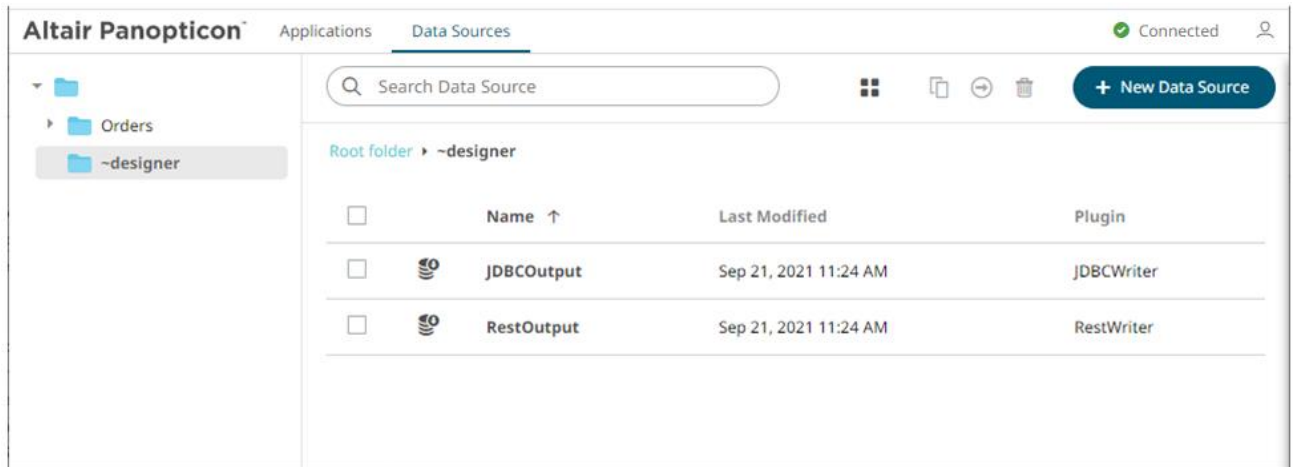 Altair Panopticon™ Applications Data Sources Connected
Search Data Source + New Data Source
Orders
~designer
Root folder ▸ ~designer
Name ↑ Last Modified Plugin
JDBCOutput Sep 21, 2021 11:24 AM JDBCWriter
RestOutput Sep 21, 2021 11:24 AM RestWriter